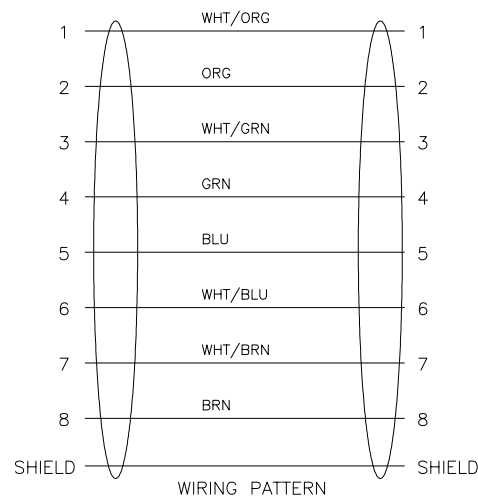 1 WHT/ORG 1
2 ORG 2
3 WHT/GRN 3
4 GRN 4
5 BLU 5
6 WHT/BLU 6
7 WHT/BRN 7
8 BRN 8
SHIELD SHIELD
WIRING PATTERN